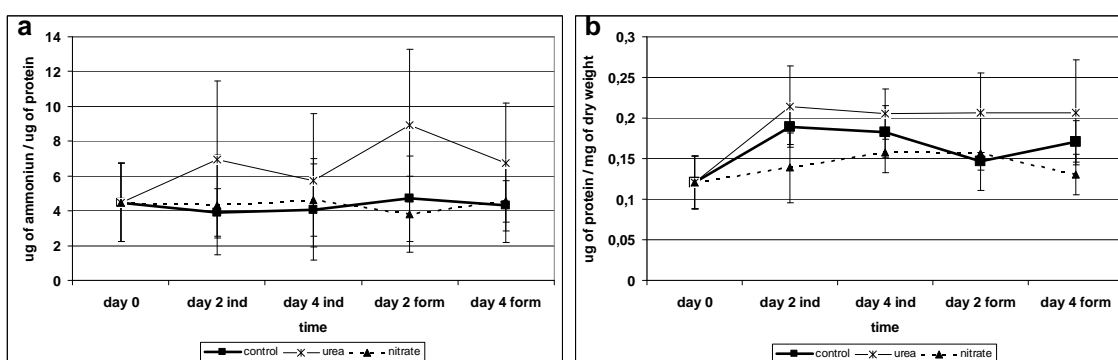 a
14
12
10
8
6
4
2
0
ug of ammoniun / ug of protein
day 0 day 2 ind day 4 ind day 2 form day 4 form
time
control urea nitrate
b
0,3
0,25
0,2
0,15
0,1
0,05
0
ug of protein / mg of dry weight
day 0 day 2 ind day 4 ind day 2 form day 4 form
time
control urea nitrate